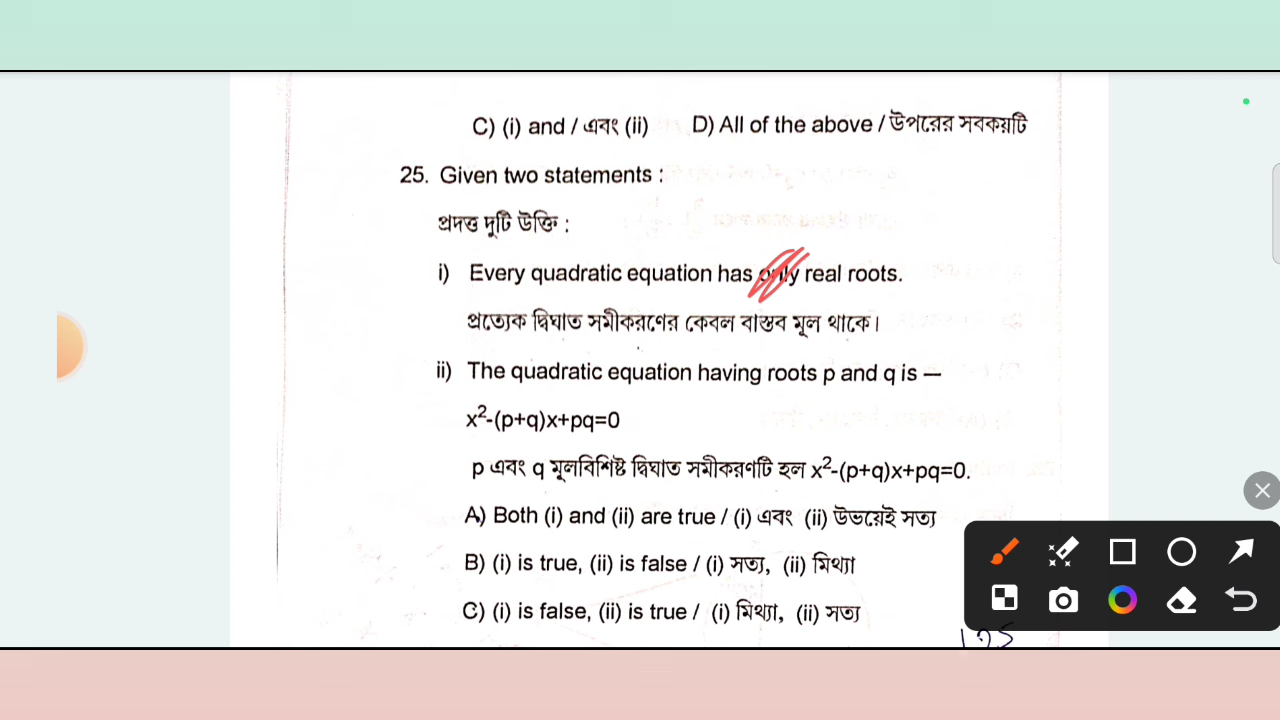 C) (i) and / এবং (ii) D) All of the above / উপরের সবকয়টি
25. Given two statements :
প্রদত্ত দুটি উক্তি :
i) Every quadratic equation has only real roots.
প্রত্যেক দ্বিঘাত সমীকরণের কেবল বাস্তব মূল থাকে।
ii) The quadratic equation having roots p and q is —
x²-(p+q)x+pq=0
p এবং q মূলবিশিষ্ট দ্বিঘাত সমীকরণটি হল x²-(p+q)x+pq=0.
A) Both (i) and (ii) are true / (i) এবং (ii) উভয়েই সত্য
B) (i) is true, (ii) is false / (i) সত্য, (ii) মিথ্যা
C) (i) is false, (ii) is true / (i) মিথ্যা, (ii) সত্য